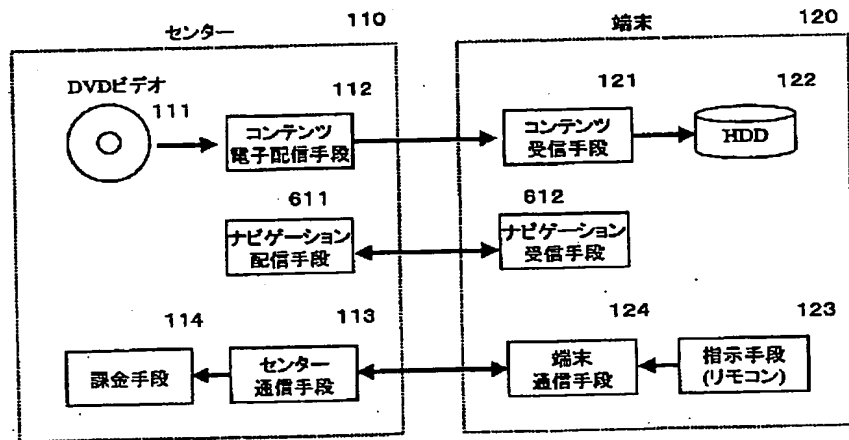 センター
110
端末
120
DVDビデオ
111
112
121
122
コンテンツ
電子配信手段
コンテンツ
受信手段
HDD
611
612
ナビゲーション
配信手段
ナビゲーション
受信手段
114
113
124
123
課金手段
センター
通信手段
端末
通信手段
指示手段
(リモコン)